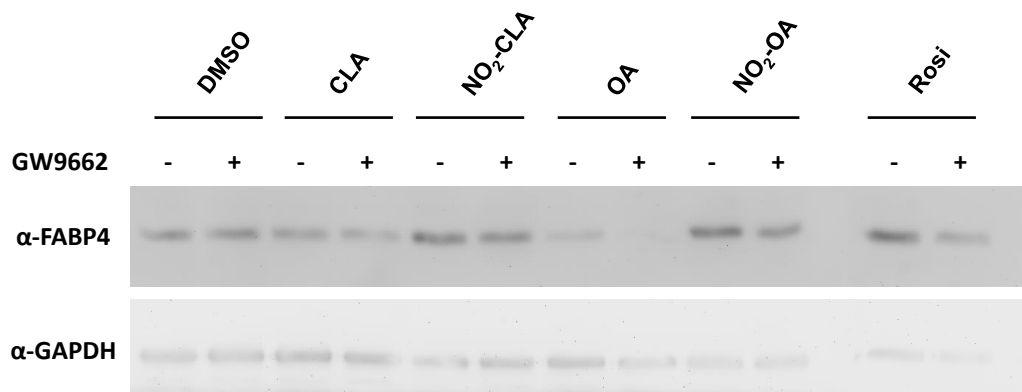 DMSO CLA NO₂-CLA OA NO₂-OA Rosi
GW9662 - + - + - + - + - + - +
α-FABP4
α-GAPDH